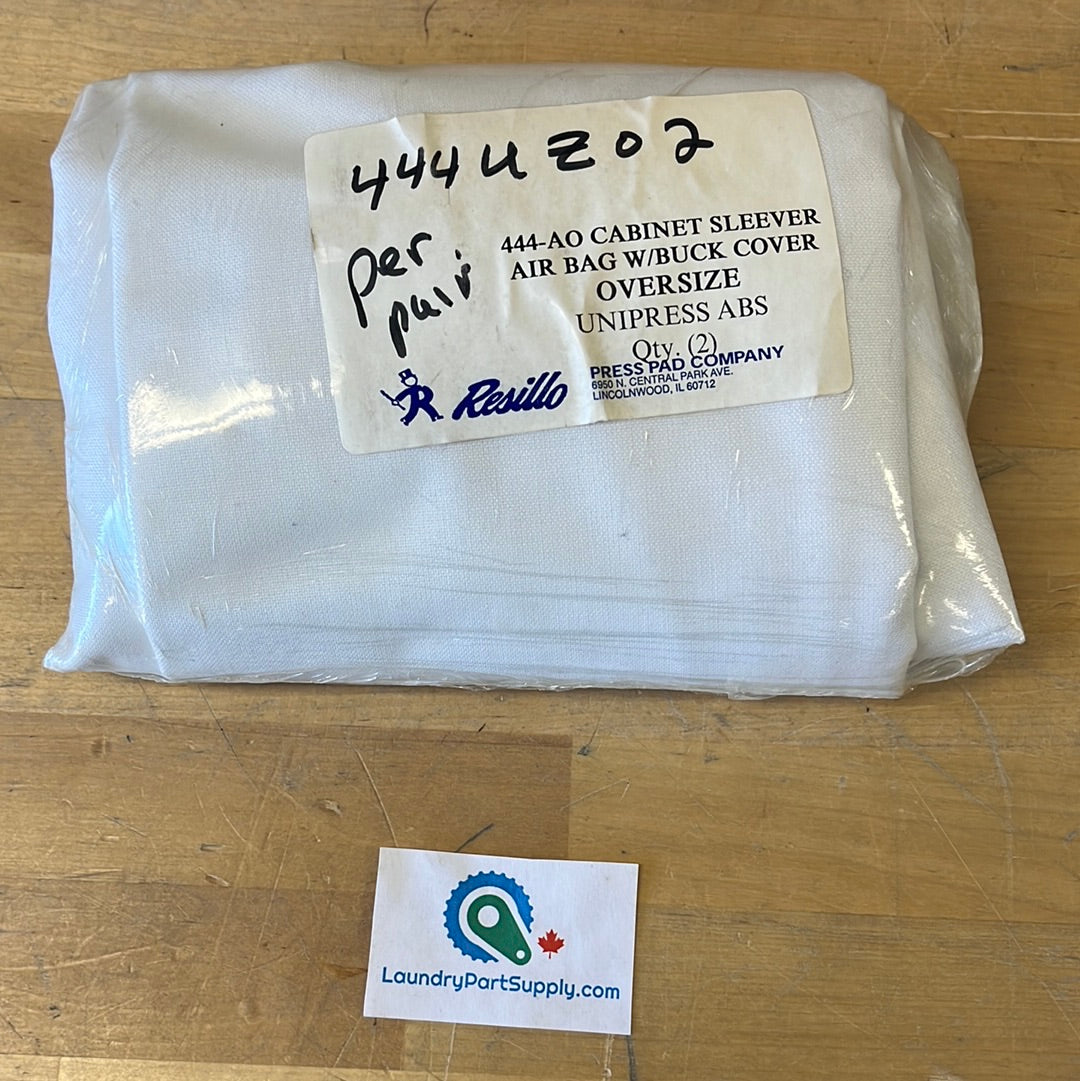 444UZ02
per
pair
444-AO CABINET SLEEVER
AIR BAG W/BUCK COVER
OVERSIZE
UNIPRESS ABS
Qty. (2)
Resillo
PRESS PAD COMPANY
6950 N. CENTRAL PARK AVE.
LINCOLNWOOD, IL 60712
LaundryPartSupply.com